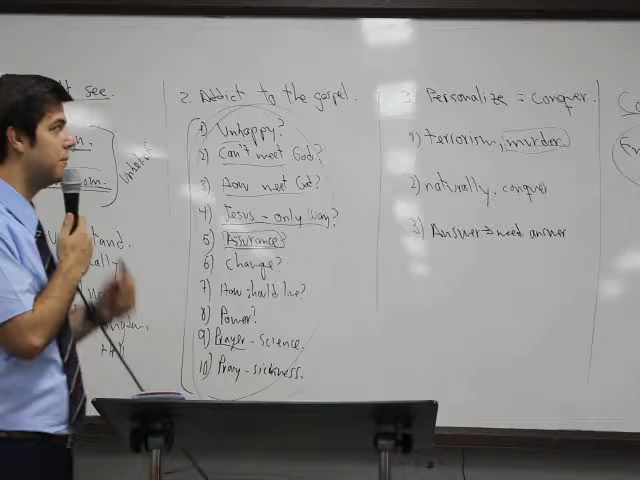 see.
2. Addict to the gospel.
1) Unhappy?
2) Can't meet God?
3) How meet God?
4) Jesus - only way?
5) Assurance?
6) Change?
7) How should live?
8) Power?
9) Prayer - Science.
10) Pray - sickness.
3. Personalize = Conquer.
1) terrorism, murder.
2) naturally. conquer
3) Answer → meet answer